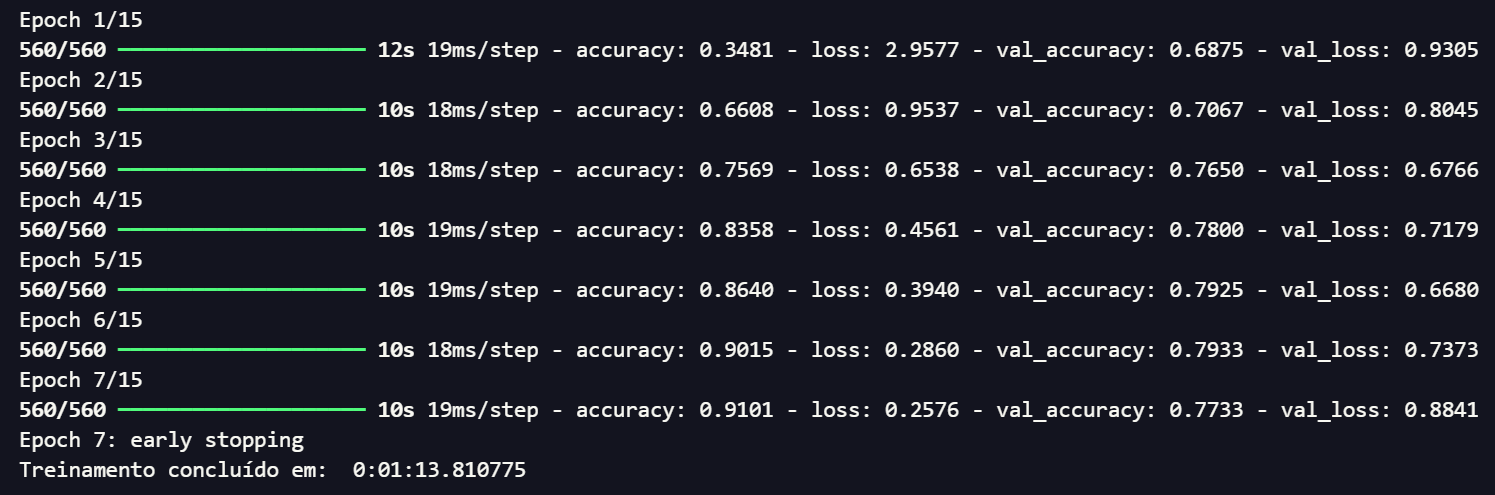 Epoch 1/15
560/560 ━━━━━━━━━━━━━━━━━━━━ 12s 19ms/step - accuracy: 0.3481 - loss: 2.9577 - val_accuracy: 0.6875 - val_loss: 0.9305
Epoch 2/15
560/560 ━━━━━━━━━━━━━━━━━━━━ 10s 18ms/step - accuracy: 0.6608 - loss: 0.9537 - val_accuracy: 0.7067 - val_loss: 0.8045
Epoch 3/15
560/560 ━━━━━━━━━━━━━━━━━━━━ 10s 18ms/step - accuracy: 0.7569 - loss: 0.6538 - val_accuracy: 0.7650 - val_loss: 0.6766
Epoch 4/15
560/560 ━━━━━━━━━━━━━━━━━━━━ 10s 19ms/step - accuracy: 0.8358 - loss: 0.4561 - val_accuracy: 0.7800 - val_loss: 0.7179
Epoch 5/15
560/560 ━━━━━━━━━━━━━━━━━━━━ 10s 19ms/step - accuracy: 0.8640 - loss: 0.3940 - val_accuracy: 0.7925 - val_loss: 0.6680
Epoch 6/15
560/560 ━━━━━━━━━━━━━━━━━━━━ 10s 18ms/step - accuracy: 0.9015 - loss: 0.2860 - val_accuracy: 0.7933 - val_loss: 0.7373
Epoch 7/15
560/560 ━━━━━━━━━━━━━━━━━━━━ 10s 19ms/step - accuracy: 0.9101 - loss: 0.2576 - val_accuracy: 0.7733 - val_loss: 0.8841
Epoch 7: early stopping
Treinamento concluído em:  0:01:13.810775